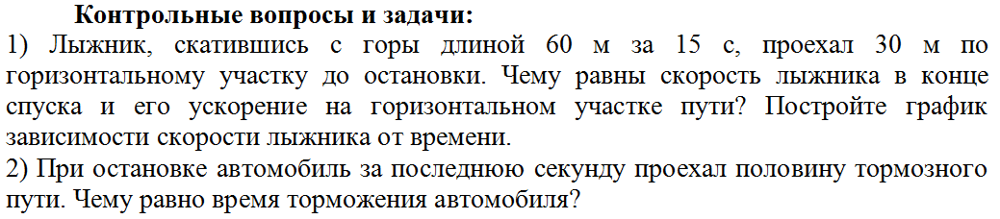 Контрольные вопросы и задачи:
1) Лыжник, скатившись с горы длиной 60 м за 15 с, проехал 30 м по
горизонтальному участку до остановки. Чему равны скорость лыжника в конце
спуска и его ускорение на горизонтальном участке пути? Постройте график
зависимости скорости лыжника от времени.
2) При остановке автомобиль за последнюю секунду проехал половину тормозного
пути. Чему равно время торможения автомобиля?